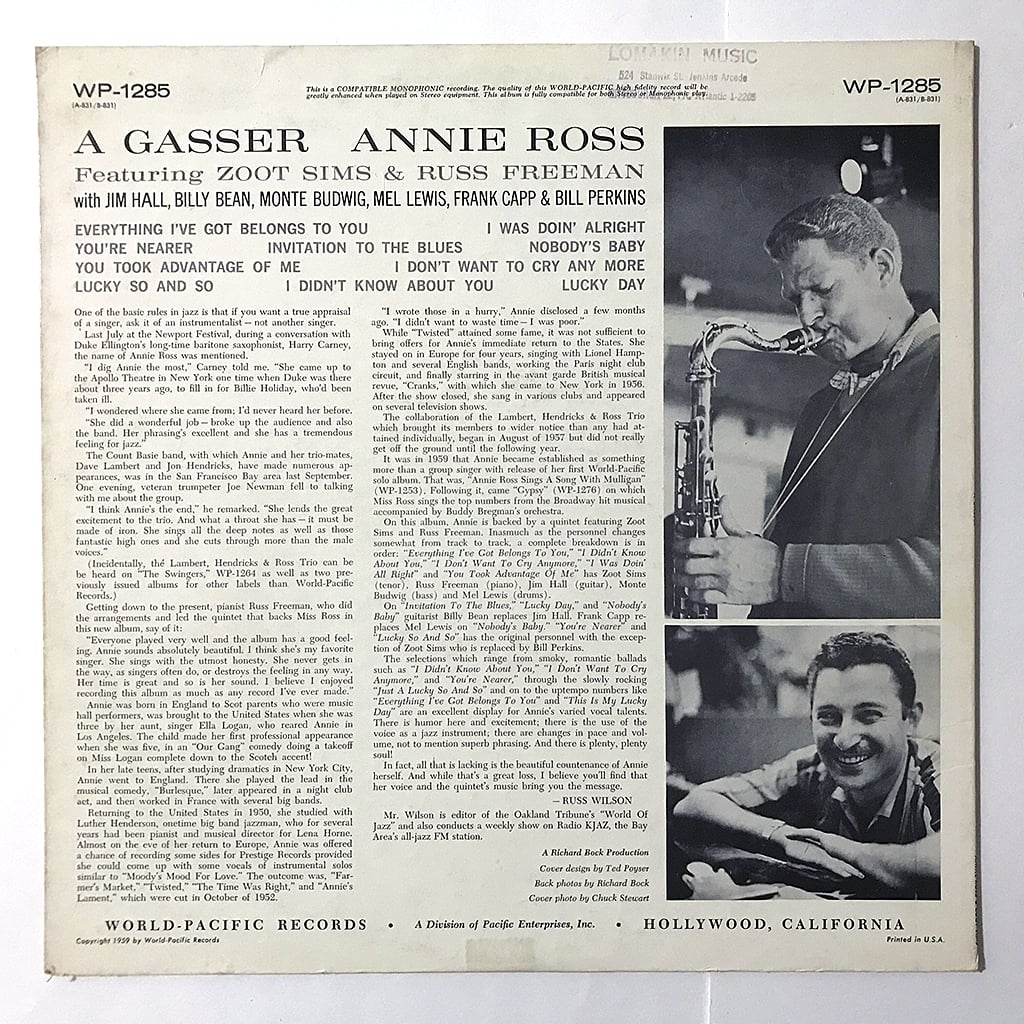 LOMAKIN MUSIC
524 Stanwix St. Jenkins Arcade
WP-1285
(A-831/B-831)
This is a COMPATIBLE MONOPHONIC recording. The quality of this WORLD-PACIFIC high fidelity record will be
greatly enhanced when played on Stereo equipment. This album is fully compatible for both Stereo or Monophonic play.
WP-1285
(A-831/B-831)
A GASSER ANNIE ROSS
Featuring ZOOT SIMS & RUSS FREEMAN
with JIM HALL, BILLY BEAN, MONTE BUDWIG, MEL LEWIS, FRANK CAPP & BILL PERKINS
EVERYTHING I'VE GOT BELONGS TO YOU I WAS DOIN' ALRIGHT
YOU'RE NEARER INVITATION TO THE BLUES NOBODY'S BABY
YOU TOOK ADVANTAGE OF ME I DON'T WANT TO CRY ANY MORE
LUCKY SO AND SO I DIDN'T KNOW ABOUT YOU LUCKY DAY
One of the basic rules in jazz is that if you want a true appraisal
of a singer, ask it of an instrumentalist – not another singer.
Last July at the Newport Festival, during a conversation with
Duke Ellington's long-time baritone saxophonist, Harry Carney,
the name of Annie Ross was mentioned.
"I dig Annie the most," Carney told me. "She came up to
the Apollo Theatre in New York one time when Duke was there
about three years ago, to fill in for Billie Holiday, who'd been
taken ill.
"I wondered where she came from; I'd never heard her before.
"She did a wonderful job – broke up the audience and also
the band. Her phrasing's excellent and she has a tremendous
feeling for jazz."
The Count Basie band, with which Annie and her trio-mates,
Dave Lambert and Jon Hendricks, have made numerous ap-
pearances, was in the San Francisco Bay area last September.
One evening, veteran trumpeter Joe Newman fell to talking
with me about the group.
"I think Annie's the end," he remarked. "She lends the great
excitement to the trio. And what a throat she has – it must be
made of iron. She sings all the deep notes as well as those
fantastic high ones and she cuts through more than the male
voices."
(Incidentally, the Lambert, Hendricks & Ross Trio can be
be heard on "The Swingers," WP-1264 as well as two pre-
viously issued albums for other labels than World-Pacific
Records.)
Getting down to the present, pianist Russ Freeman, who did
the arrangements and led the quintet that backs Miss Ross in
this new album, say of it:
"Everyone played very well and the album has a good feel-
ing. Annie sounds absolutely beautiful. I think she's my favorite
singer. She sings with the utmost honesty. She never gets in
the way, as singers often do, or destroys the feeling in any way.
Her time is great and so is her sound. I believe I enjoyed
recording this album as much as any record I've ever made."
Annie was born in England to Scot parents who were music
hall performers, was brought to the United States when she was
three by her aunt, singer Ella Logan, who reared Annie in
Los Angeles. The child made her first professional appearance
when she was five, in an "Our Gang" comedy doing a takeoff
on Miss Logan complete down to the Scotch accent!
In her late teens, after studying dramatics in New York City,
Annie went to England. There she played the lead in the
musical comedy, "Burlesque," later appeared in a night club
act, and then worked in France with several big bands.
Returning to the United States in 1950, she studied with
Luther Henderson, onetime big band jazzman, who for several
years had been pianist and musical director for Lena Horne.
Almost on the eve of her return to Europe, Annie was offered
a chance of recording some sides for Prestige Records provided
she could come up with some vocals of instrumental solos
similar to "Moody's Mood For Love." The outcome was, "Far-
mer's Market," "Twisted," "The Time Was Right," and "Annie's
Lament," which were cut in October of 1952.
"I wrote those in a hurry," Annie disclosed a few months
ago. "I didn't want to waste time – I was poor."
While "Twisted" attained some fame, it was not sufficient to
bring offers for Annie's immediate return to the States. She
stayed on in Europe for four years, singing with Lionel Hamp-
ton and several English bands, working the Paris night club
circuit, and finally starring in the avant garde British musical
revue, "Cranks," with which she came to New York in 1956.
After the show closed, she sang in various clubs and appeared
on several television shows.
The collaboration of the Lambert, Hendricks & Ross Trio
which brought its members to wider notice than any had at-
tained individually, began in August of 1957 but did not really
get off the ground until the following year.
It was in 1959 that Annie became established as something
more than a group singer with release of her first World-Pacific
solo album. That was, "Annie Ross Sings A Song With Mulligan"
(WP-1253). Following it, came "Gypsy" (WP-1276) on which
Miss Ross sings the top numbers from the Broadway hit musical
accompanied by Buddy Bregman's orchestra.
On this album, Annie is backed by a quintet featuring Zoot
Sims and Russ Freeman. Inasmuch as the personnel changes
somewhat from track to track, a complete breakdown is in
order: "Everything I've Got Belongs To You," "I Didn't Know
About You," "I Don't Want To Cry Anymore," "I Was Doin'
All Right" and "You Took Advantage Of Me" has Zoot Sims
(tenor), Russ Freeman (piano), Jim Hall (guitar), Monte
Budwig (bass) and Mel Lewis (drums).
On "Invitation To The Blues," "Lucky Day," and "Nobody's
Baby" guitarist Billy Bean replaces Jim Hall. Frank Capp re-
places Mel Lewis on "Nobody's Baby." "You're Nearer" and
"Lucky So And So" has the original personnel with the excep-
tion of Zoot Sims who is replaced by Bill Perkins.
The selections which range from smoky, romantic ballads
such as "I Didn't Know About You," "I Don't Want To Cry
Anymore," and "You're Nearer," through the slowly rocking
"Just A Lucky So And So" and on to the uptempo numbers like
"Everything I've Got Belongs To You" and "This Is My Lucky
Day" are an excellent display for Annie's varied vocal talents.
There is humor here and excitement; there is the use of the
voice as a jazz instrument; there are changes in pace and vol-
ume, not to mention superb phrasing. And there is plenty, plenty
soul!
In fact, all that is lacking is the beautiful countenance of Annie
herself. And while that's a great loss, I believe you'll find that
her voice and the quintet's music bring you the message.
– RUSS WILSON
Mr. Wilson is editor of the Oakland Tribune's "World Of
Jazz" and also conducts a weekly show on Radio KJAZ, the Bay
Area's all-jazz FM station.
A Richard Bock Production
Cover design by Ted Poyser
Back photos by Richard Bock
Cover photo by Chuck Stewart
WORLD-PACIFIC RECORDS • A Division of Pacific Enterprises, Inc. • HOLLYWOOD, CALIFORNIA
Copyright 1959 by World-Pacific Records
Printed in U.S.A.